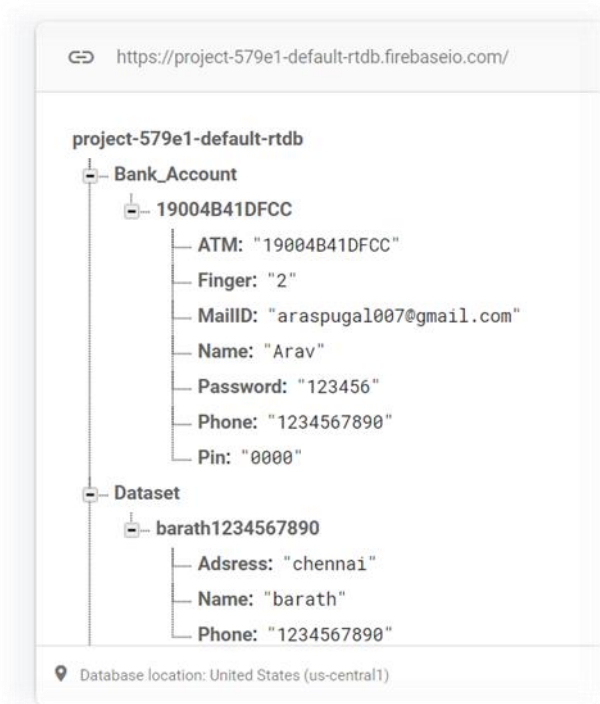 https://project-579e1-default-rtdb.firebaseio.com/
project-579e1-default-rtdb
Bank_Account
19004B41DFCC
ATM: "19004B41DFCC"
Finger: "2"
MailID: "araspugal007@gmail.com"
Name: "Arav"
Password: "123456"
Phone: "1234567890"
Pin: "0000"
Dataset
barath1234567890
Adsress: "chennai"
Name: "barath"
Phone: "1234567890"
Database location: United States (us-central1)